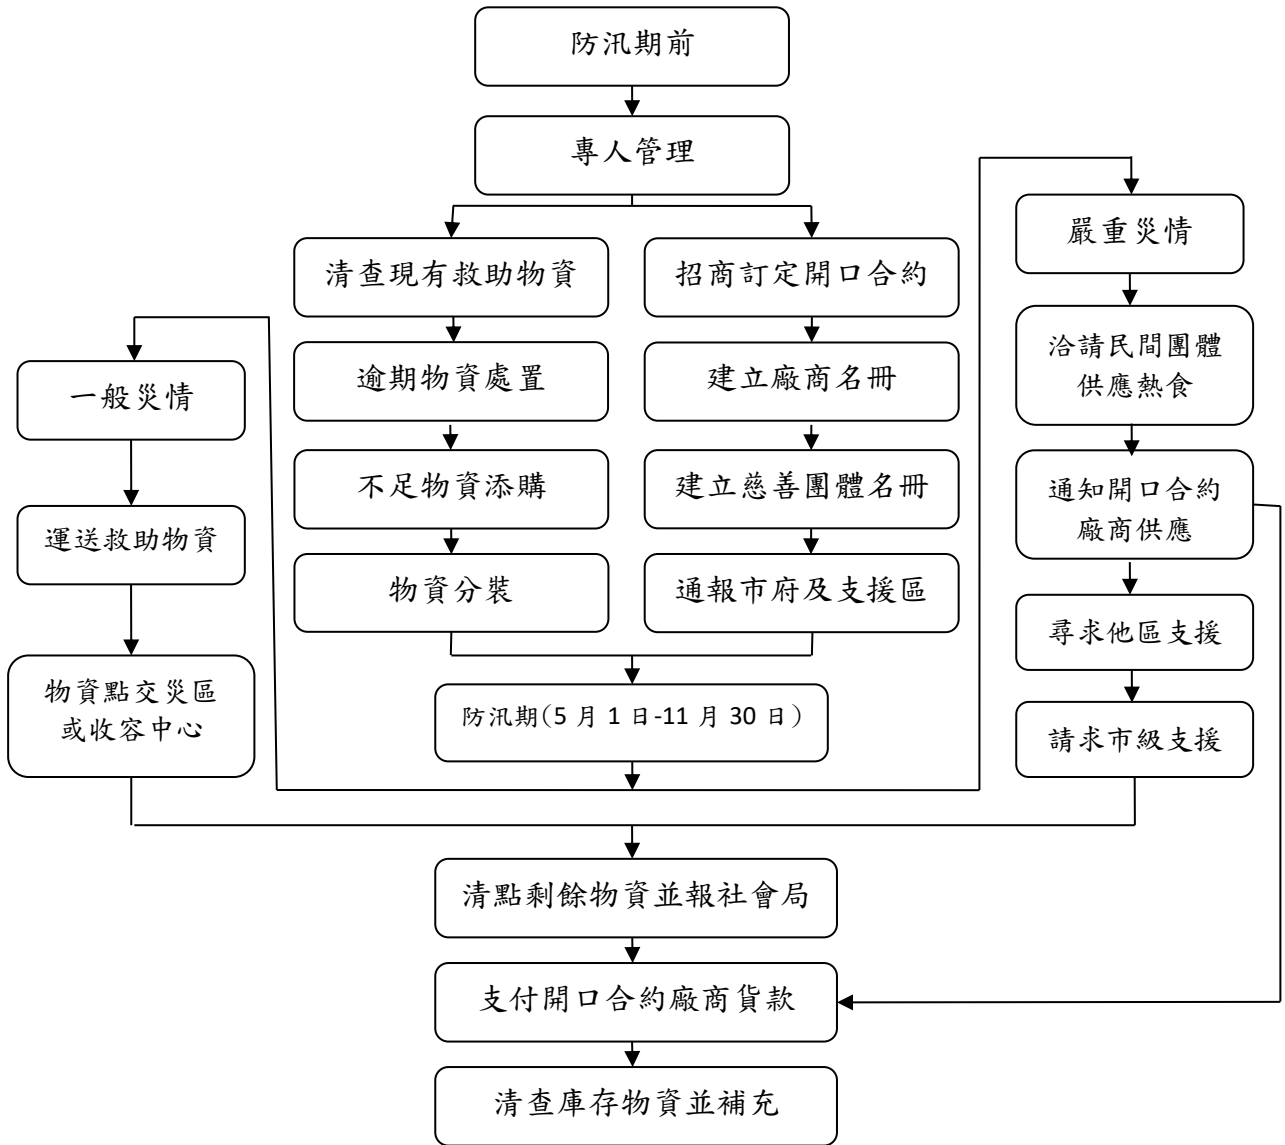 防汛期前
專人管理
清查現有救助物資
逾期物資處置
不足物資添購
物資分裝
招商訂定開口合約
建立廠商名冊
建立慈善團體名冊
通報市府及支援區
防汛期(5 月 1 日-11 月 30 日)
一般災情
運送救助物資
物資點交災區
或收容中心
嚴重災情
洽請民間團體
供應熱食
通知開口合約
廠商供應
尋求他區支援
請求市級支援
清點剩餘物資並報社會局
支付開口合約廠商貨款
清查庫存物資並補充